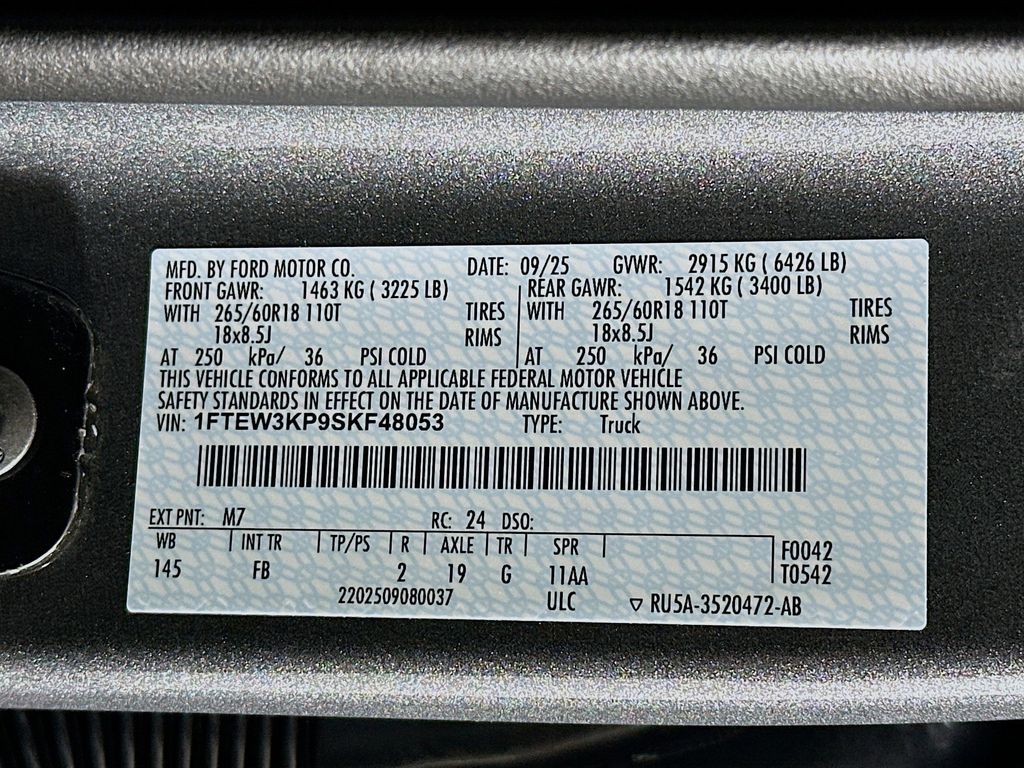 MFD. BY FORD MOTOR CO. DATE: 09/25 GVWR: 2915 KG ( 6426 LB)
FRONT GAWR: 1463 KG ( 3225 LB) REAR GAWR: 1542 KG ( 3400 LB)
WITH 265/60R18 110T TIRES WITH 265/60R18 110T TIRES
18x8.5J RIMS 18x8.5J RIMS
AT 250 kPa/ 36 PSI COLD AT 250 kPa/ 36 PSI COLD
THIS VEHICLE CONFORMS TO ALL APPLICABLE FEDERAL MOTOR VEHICLE
SAFETY STANDARDS IN EFFECT ON THE DATE OF MANUFACTURE SHOWN ABOVE.
VIN: 1FTEW3KP9SKF48053 TYPE: Truck
EXT PNT: M7 RC: 24 DSO:
WB INT TR TP/PS R AXLE TR SPR F0042
145 FB 2 19 G 11AA T0542
2202509080037 ULC ▽ RU5A-3520472-AB